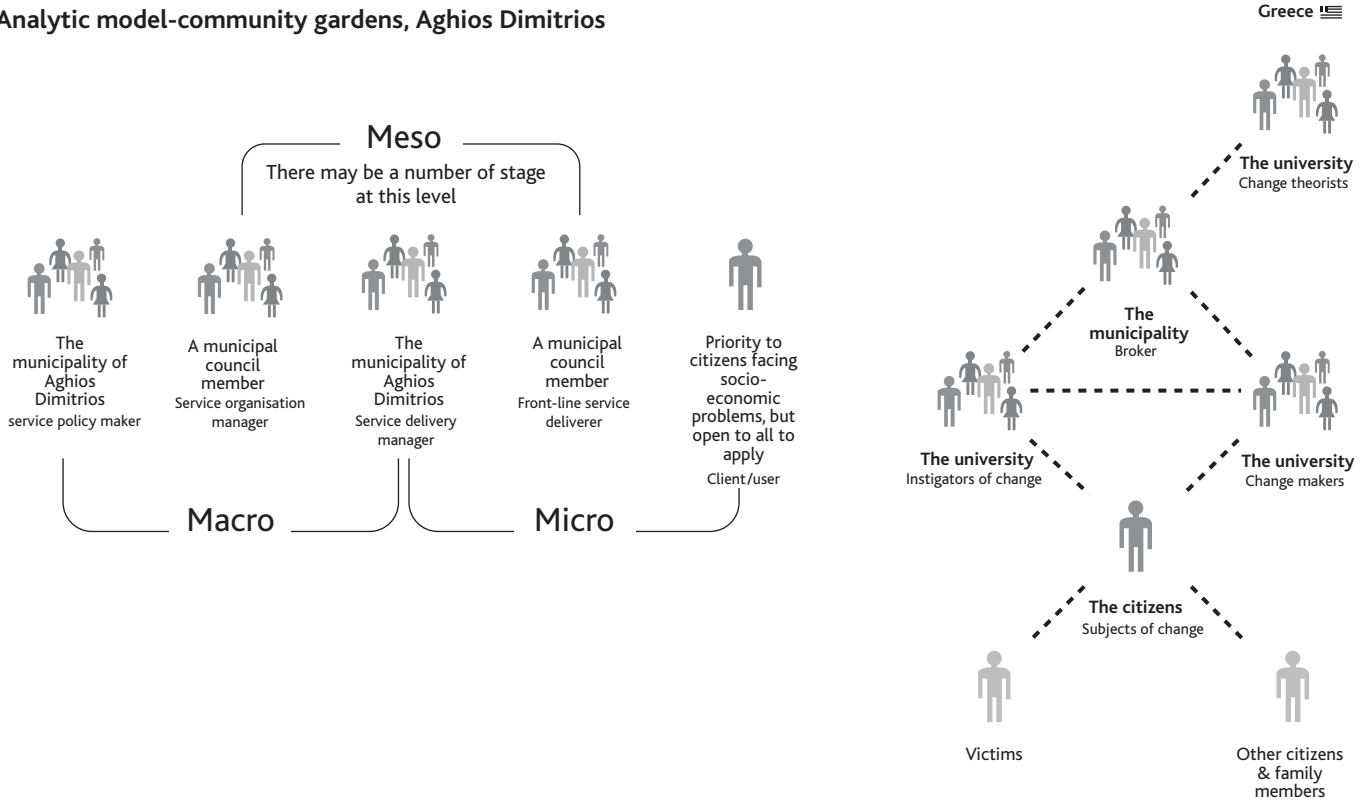 Analytic model-community gardens, Aghios Dimitrios
Meso
There may be a number of stage
at this level
The
municipality of
Aghios
Dimitrios
service policy maker
A municipal
council
member
Service organisation
manager
The
municipality of
Aghios
Dimitrios
Service delivery
manager
A municipal
council
member
Front-line service
deliverer
Priority to
citizens facing
socio-
economic
problems, but
open to all to
apply
Client/user
Macro
Micro
Greece
The university
Change theorists
The
municipality
Broker
The university
Instigators of change
The university
Change makers
The citizens
Subjects of change
Victims
Other citizens
& family
members